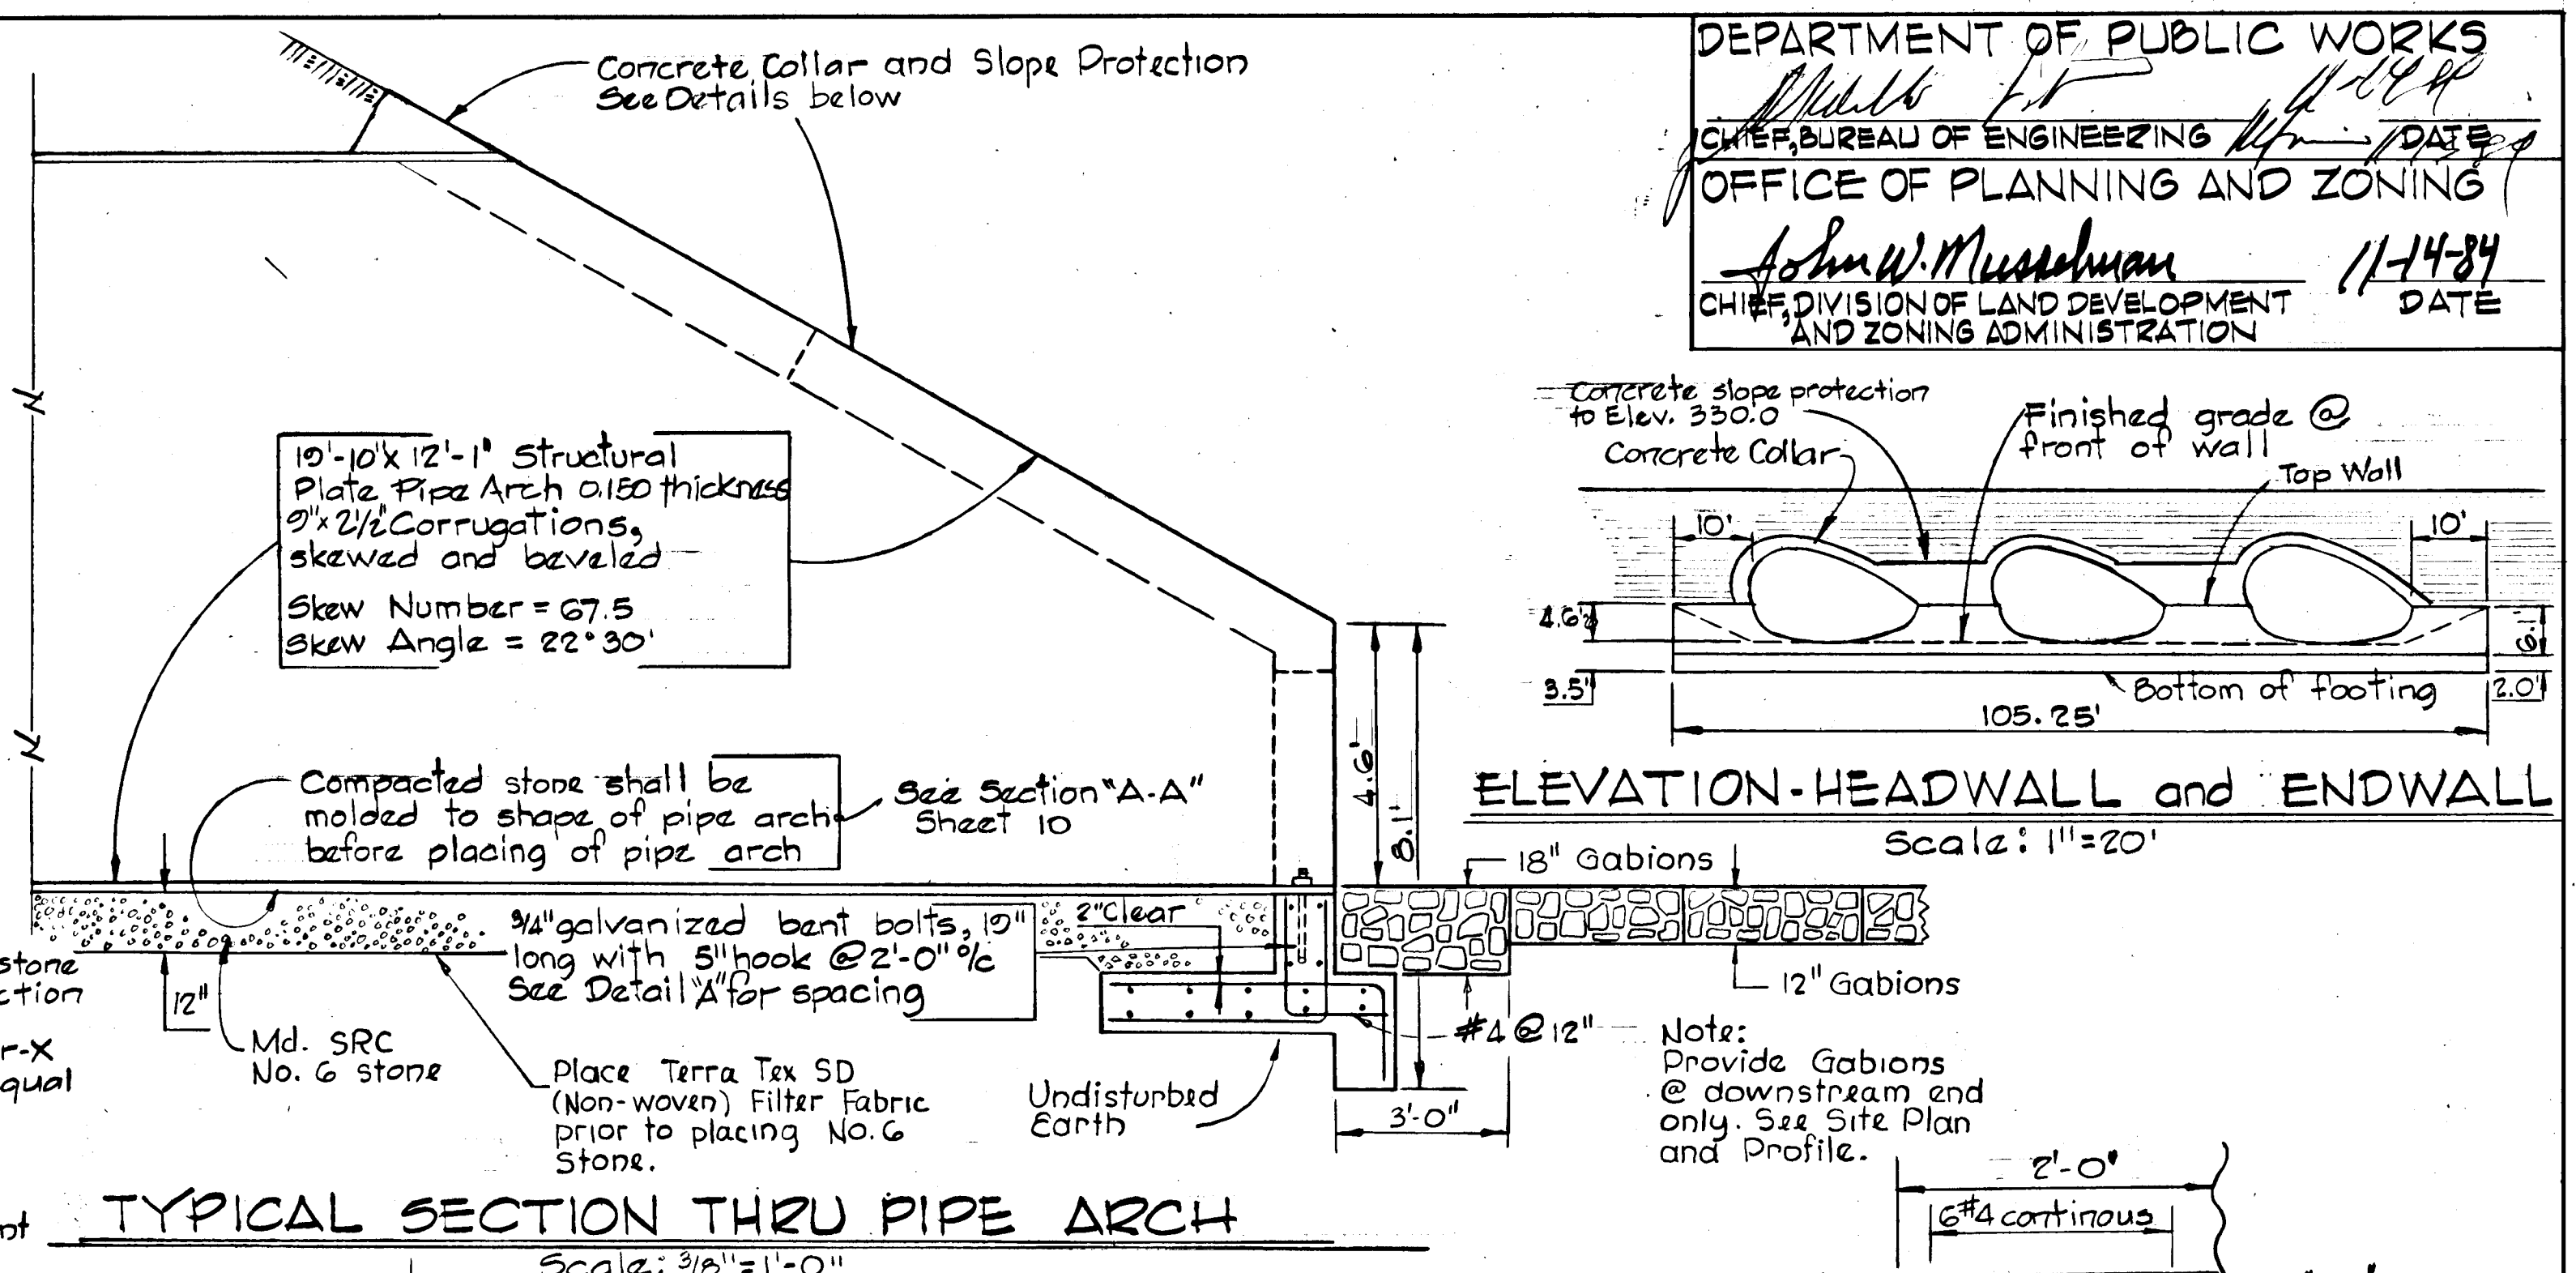 Concrete Collar and Slope Protection
See Details below
DEPARTMENT OF PUBLIC WORKS
CHIEF, BUREAU OF ENGINEERING DATE
OFFICE OF PLANNING AND ZONING
John W. Musselman 11-14-84
CHIEF, DIVISION OF LAND DEVELOPMENT DATE
AND ZONING ADMINISTRATION
19'-10" x 12'-1" Structural
Plate Pipe Arch 0.150 thickness
9" x 2 1/2" Corrugations,
skewed and beveled
Skew Number = 67.5
Skew Angle = 22°30'
Concrete slope protection
to Elev. 330.0
Concrete Collar
Finished grade @
front of wall
Top Wall
10'
10'
4.6'±
6.1'
3.5'
2.0'
Bottom of footing
105.25'
ELEVATION-HEADWALL and ENDWALL
Scale: 1"=20'
Compacted stone shall be
molded to shape of pipe arch
before placing of pipe arch
See Section "A-A"
Sheet 10
4.6'
8.1'
18" Gabions
12" Gabions
3/4" galvanized bent bolts, 19"
long with 5" hook @ 2'-0" o/c
See Detail "A" for spacing
2" Clear
stone
12"
Md. SRC
No. 6 stone
Place Terra Tex SD
(Non-woven) Filter Fabric
prior to placing No. 6
Stone.
Undisturbed
Earth
#4 @ 12"
3'-0"
Note:
Provide Gabions
@ downstream end
only. See Site Plan
and Profile.
2'-0"
6 #4 continous
TYPICAL SECTION THRU PIPE ARCH
Scale: 3/8"=1'-0"